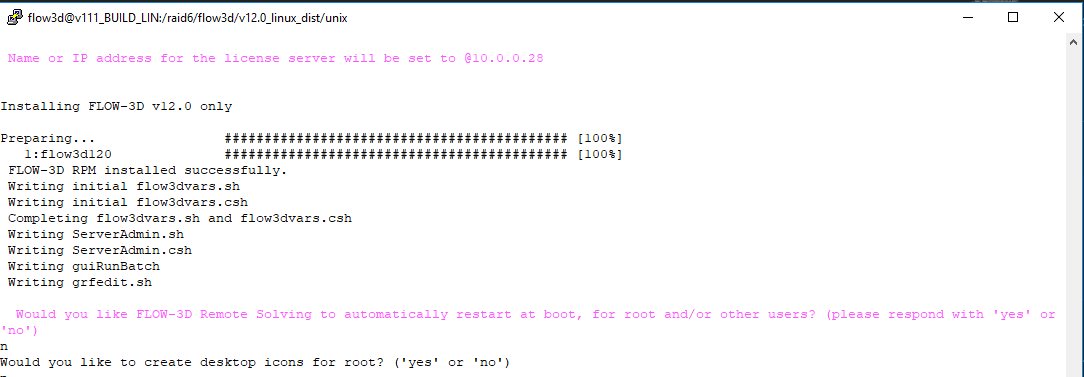 flow3d@v111_BUILD_LIN:/raid6/flow3d/v12.0_linux_dist/unix
Name or IP address for the license server will be set to @10.0.0.28
Installing FLOW-3D v12.0 only
Preparing... ########################################### [100%]
1:flow3d120 ########################################### [100%]
FLOW-3D RPM installed successfully.
Writing initial flow3dvars.sh
Writing initial flow3dvars.csh
Completing flow3dvars.sh and flow3dvars.csh
Writing ServerAdmin.sh
Writing ServerAdmin.csh
Writing guiRunBatch
Writing grfedit.sh
Would you like FLOW-3D Remote Solving to automatically restart at boot, for root and/or other users? (please respond with 'yes' or
'no')
n
Would you like to create desktop icons for root? ('yes' or 'no')